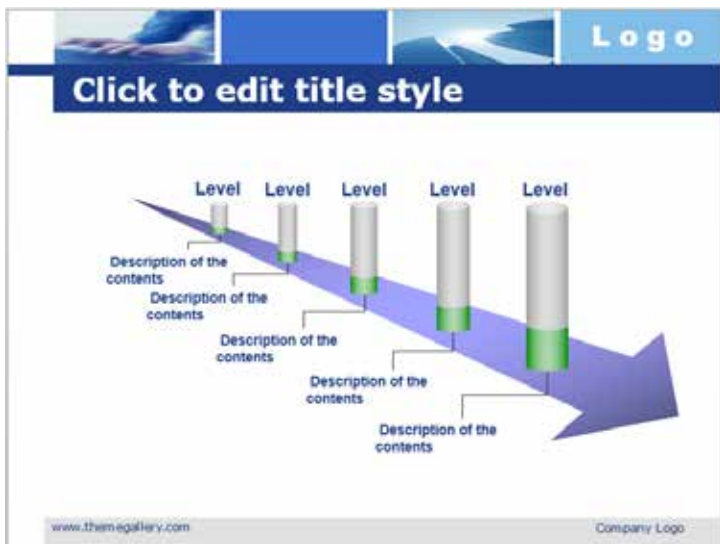 Logo
Click to edit title style
Level Level Level Level Level
Description of the
contents
Description of the
contents
Description of the
contents
Description of the
contents
Description of the
contents
www.themegallery.com
Company Logo